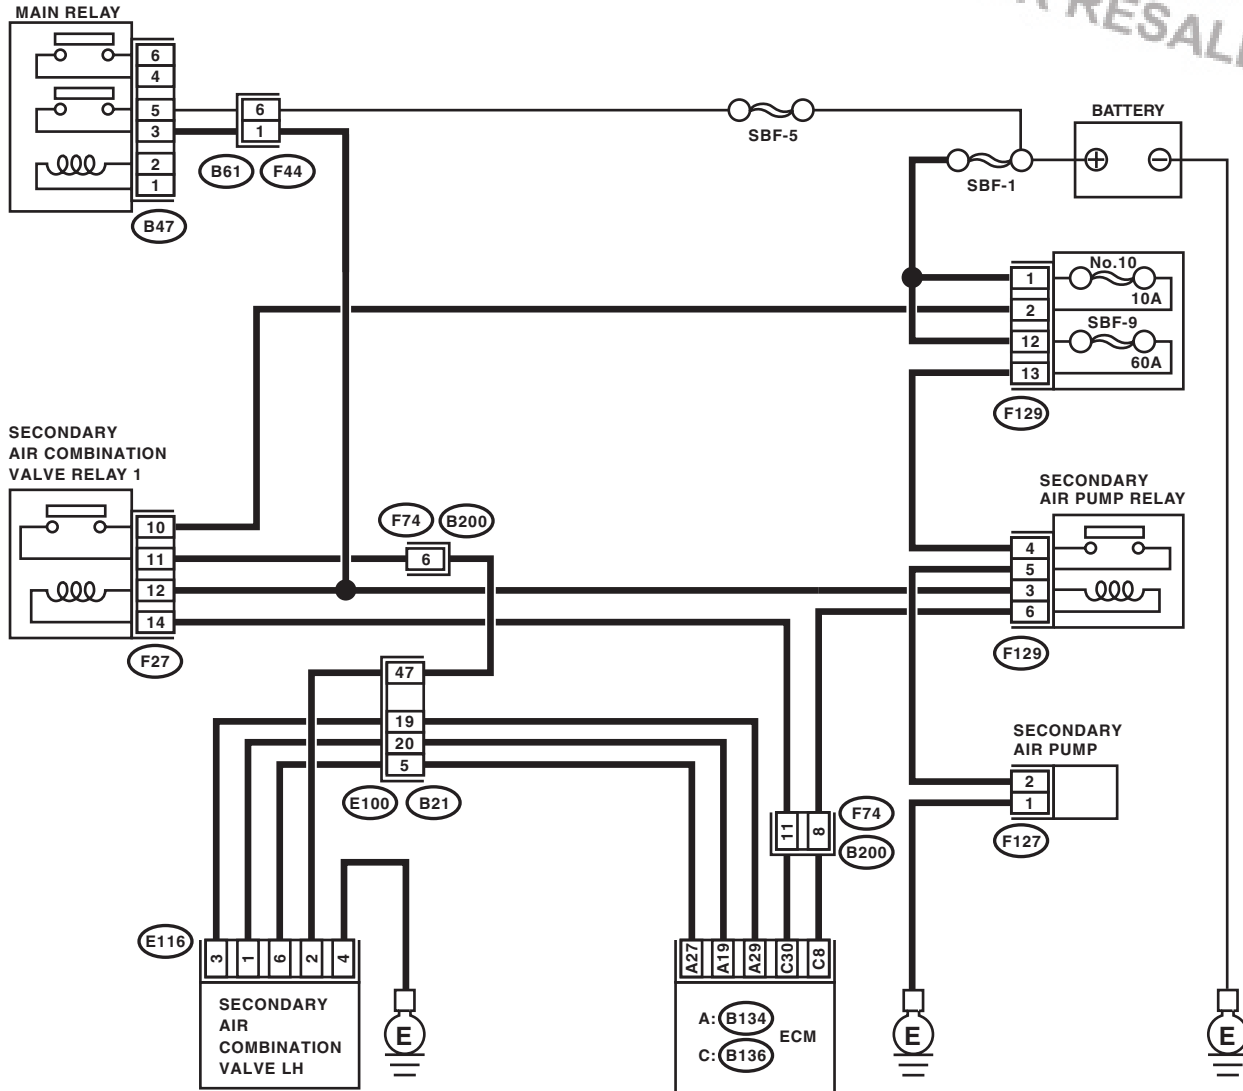 RESALE
MAIN RELAY
6
4
5
3
2
1
B47
6
1
B61 F44
SBF-5
BATTERY
SBF-1
1
2
12
13
No.10
10A
SBF-9
60A
F129
SECONDARY
AIR COMBINATION
VALVE RELAY 1
10
11
12
14
F27
F74 B200
6
SECONDARY
AIR PUMP RELAY
4
5
3
6
F129
47
19
20
5
E100 B21
SECONDARY
AIR PUMP
2
1
F127
11 8
F74
B200
E116
3 1 6 2 4
SECONDARY
AIR
COMBINATION
VALVE LH
E
A27 A19 A29 C30 C8
A: B134
ECM
C: B136
E
E